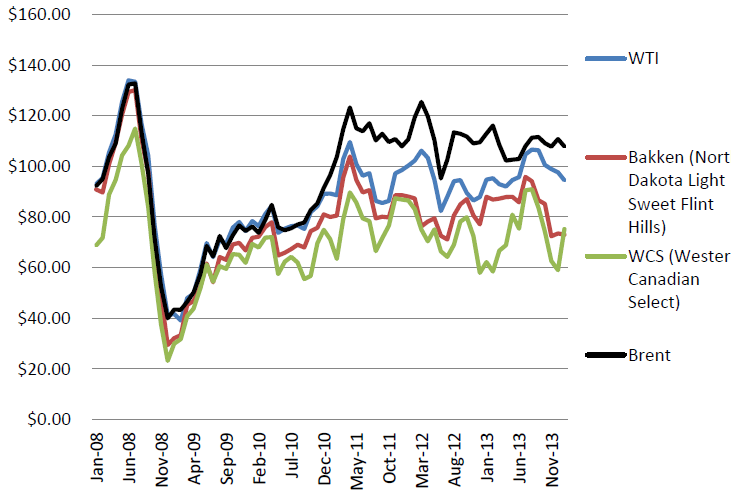 $160.00
$140.00
$120.00
$100.00
$80.00
$60.00
$40.00
$20.00
$0.00
Jan-08
Jun-08
Nov-08
Apr-09
Sep-09
Feb-10
Jul-10
Dec-10
May-11
Oct-11
Mar-12
Aug-12
Jan-13
Jun-13
Nov-13
WTI
Bakken (Nort
Dakota Light
Sweet Flint
Hills)
WCS (Wester
Canadian
Select)
Brent